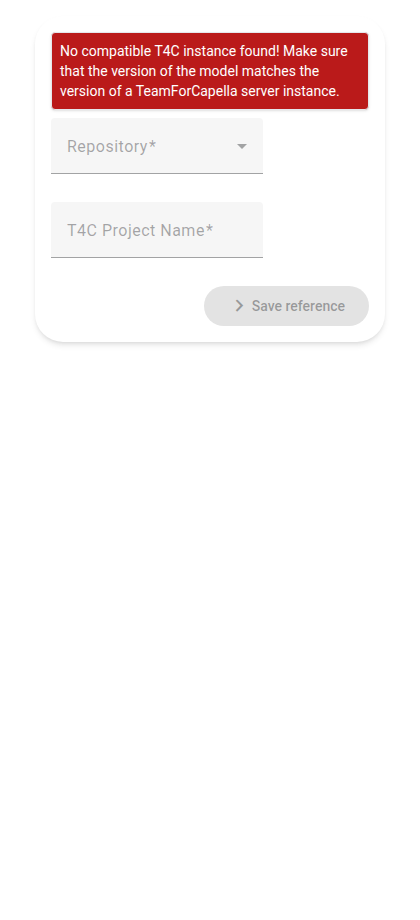 No compatible T4C instance found! Make sure
that the version of the model matches the
version of a TeamForCapella server instance.
Repository*
T4C Project Name*
Save reference